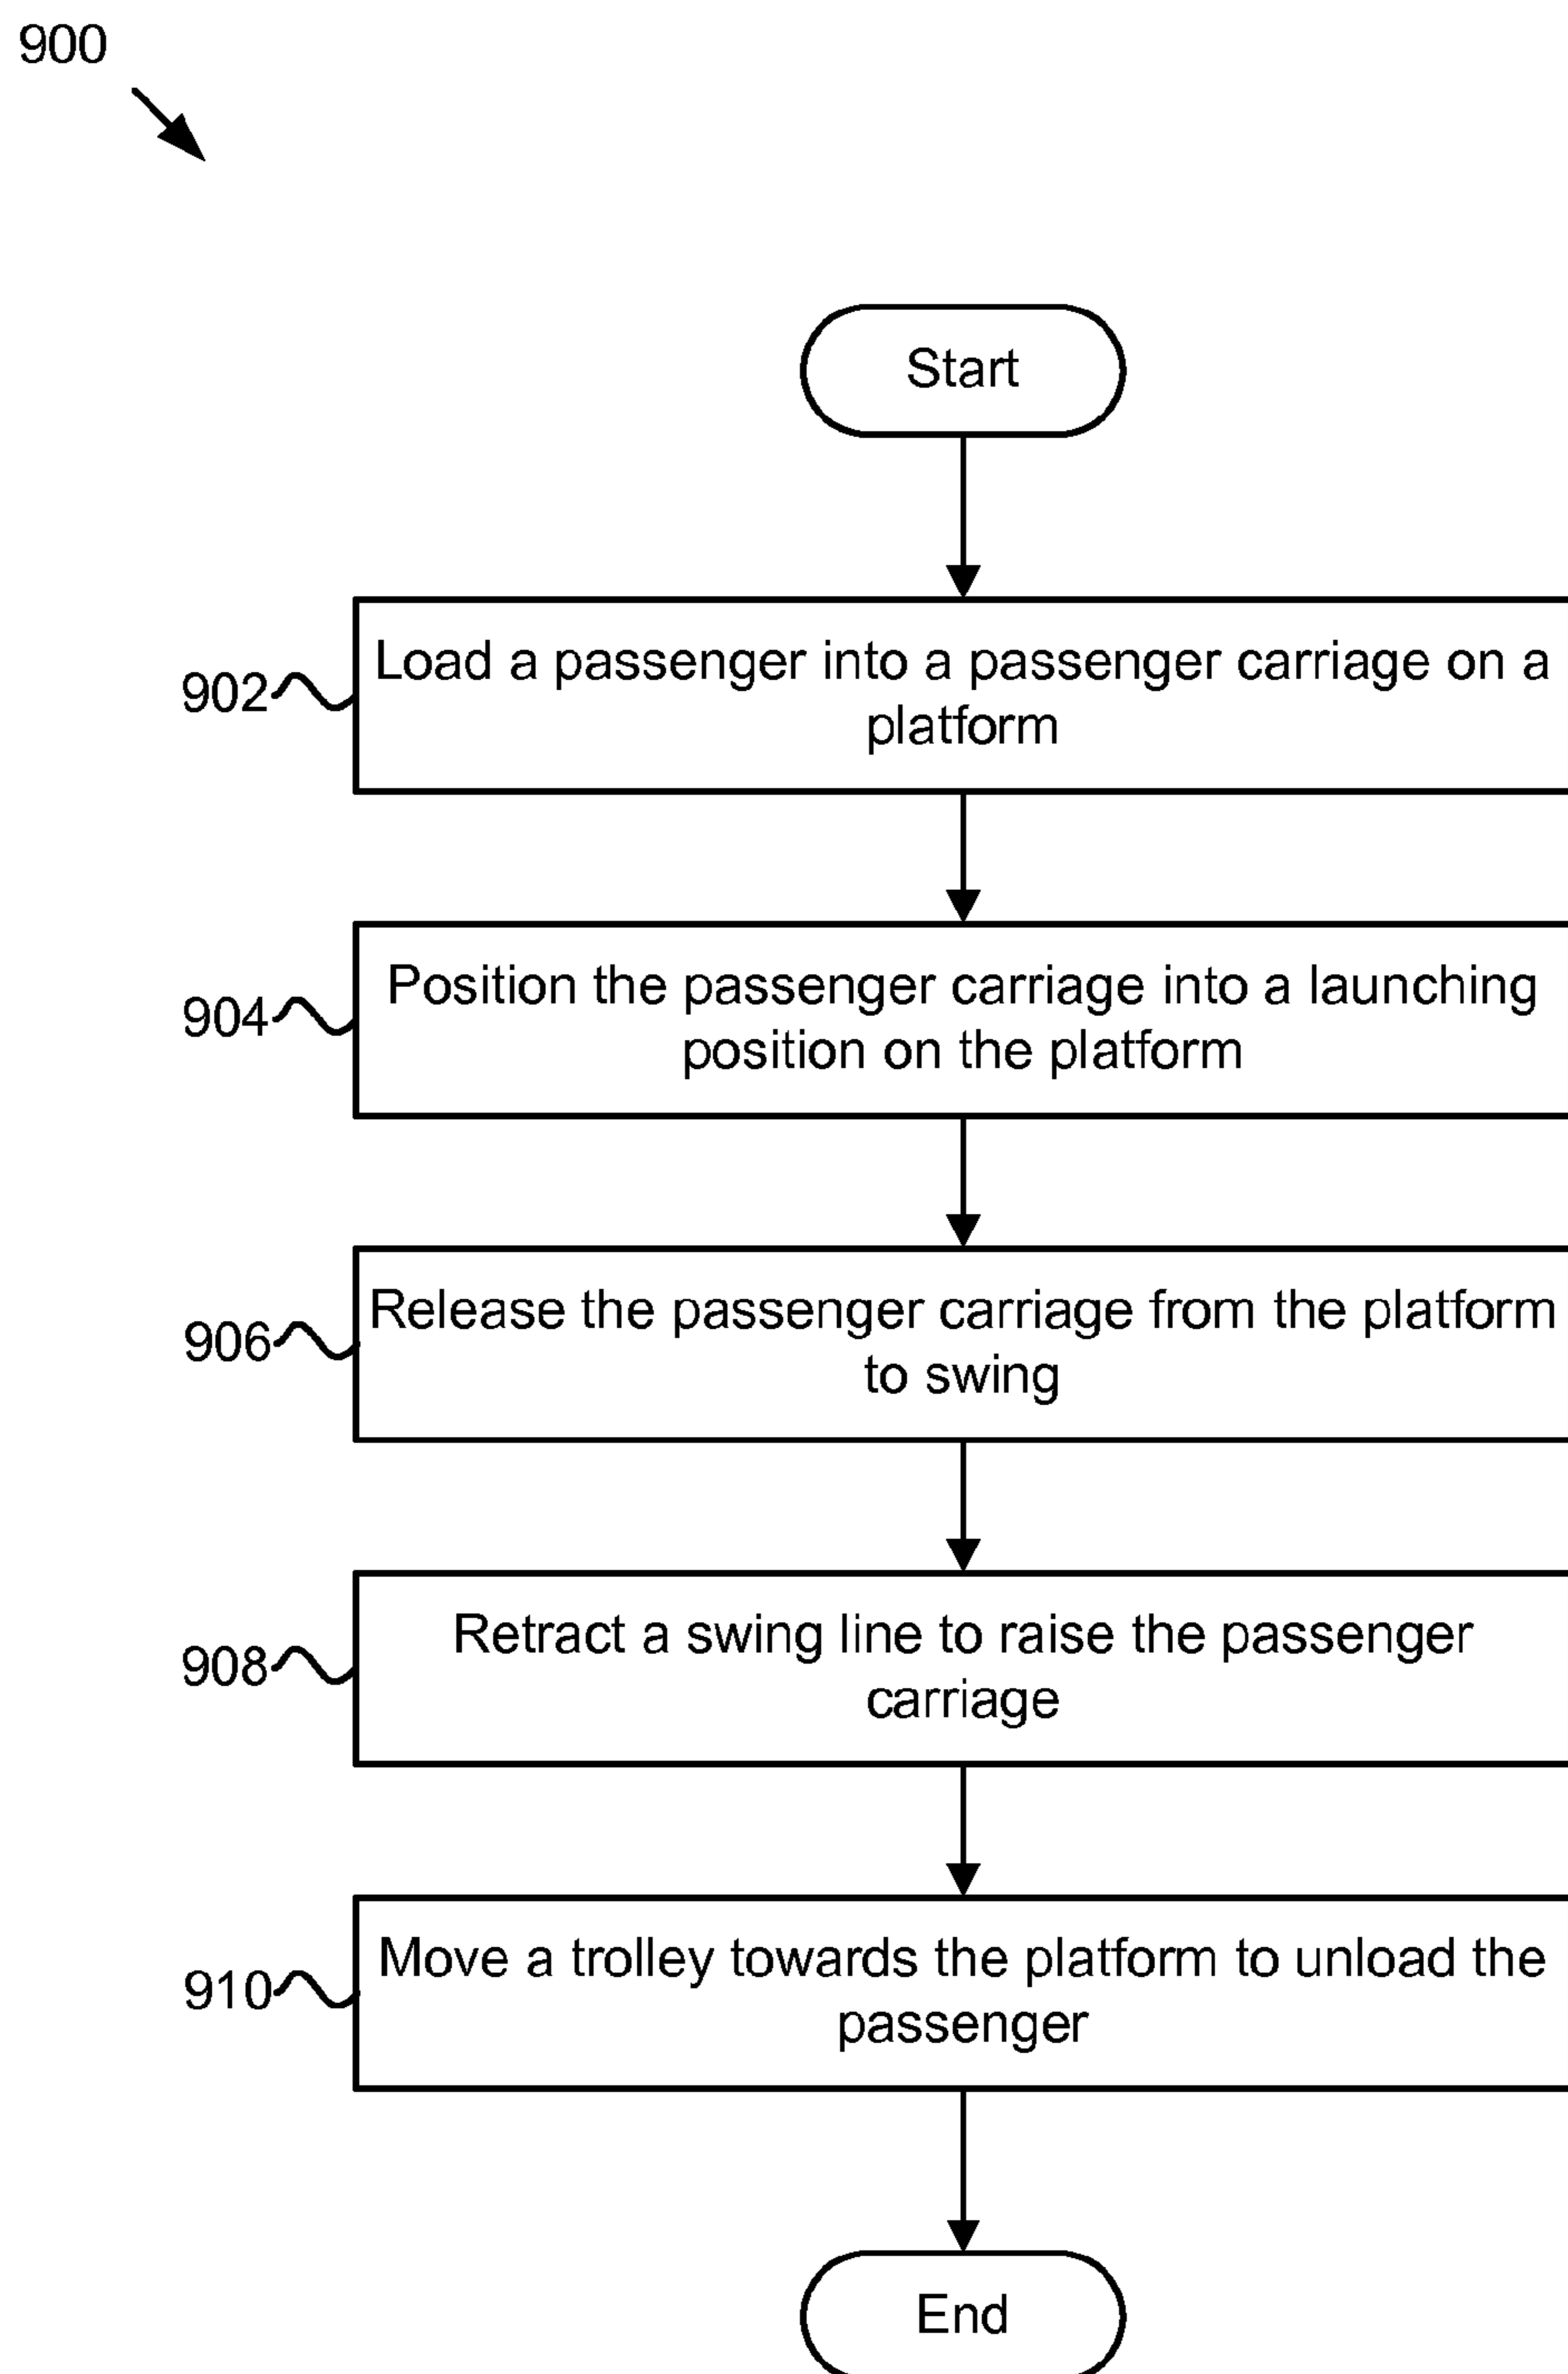 900
Start
902
Load a passenger into a passenger carriage on a
platform
904
Position the passenger carriage into a launching
position on the platform
906
Release the passenger carriage from the platform
to swing
908
Retract a swing line to raise the passenger
carriage
910
Move a trolley towards the platform to unload the
passenger
End